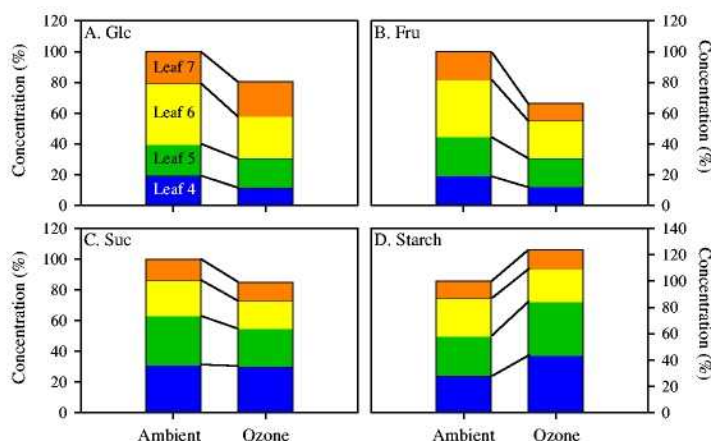 A. Glc
B. Fru
120
100
80
60
40
20
0
Concentration (%)
Leaf 7
Leaf 6
Leaf 5
Leaf 4
120
100
80
60
40
20
0
Concentration (%)
C. Suc
D. Starch
120
100
80
60
40
20
0
Concentration (%)
140
120
100
80
60
40
20
0
Concentration (%)
Ambient
Ozone
Ambient
Ozone